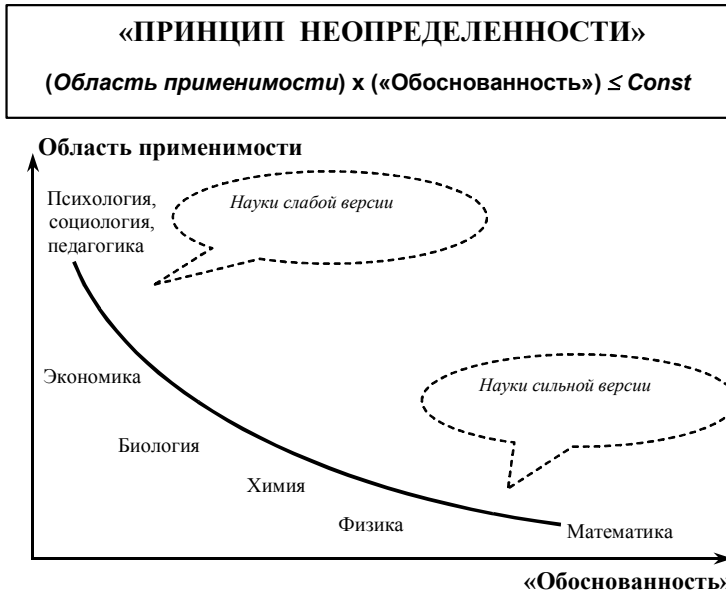 «ПРИНЦИП НЕОПРЕДЕЛЕННОСТИ»
(Область применимости) x («Обоснованность») ≤ Const
Область применимости
Психология,
социология,
педагогика
Науки слабой версии
Экономика
Науки сильной версии
Биология
Химия
Физика
Математика
«Обоснованность»